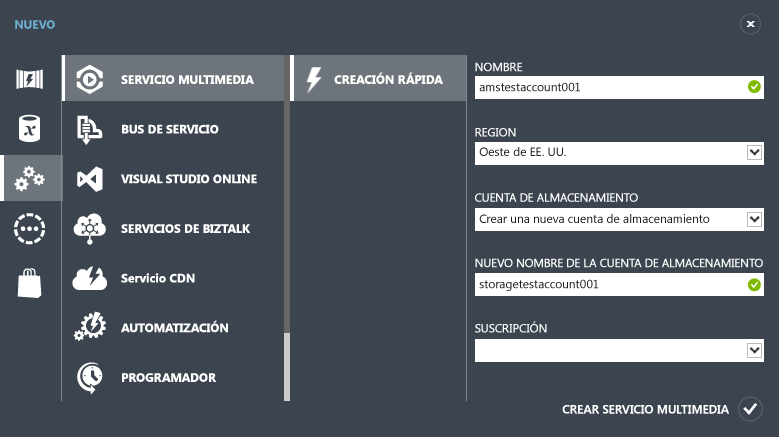 NUEVO
SERVICIO MULTIMEDIA
BUS DE SERVICIO
VISUAL STUDIO ONLINE
SERVICIOS DE BIZTALK
Servicio CDN
AUTOMATIZACIÓN
PROGRAMADOR
CREACIÓN RÁPIDA
NOMBRE
amstestaccount001
REGION
Oeste de EE. UU.
CUENTA DE ALMACENAMIENTO
Crear una nueva cuenta de almacenamiento
NUEVO NOMBRE DE LA CUENTA DE ALMACENAMIENTO
storagetestaccount001
SUSCRIPCIÓN
CREAR SERVICIO MULTIMEDIA